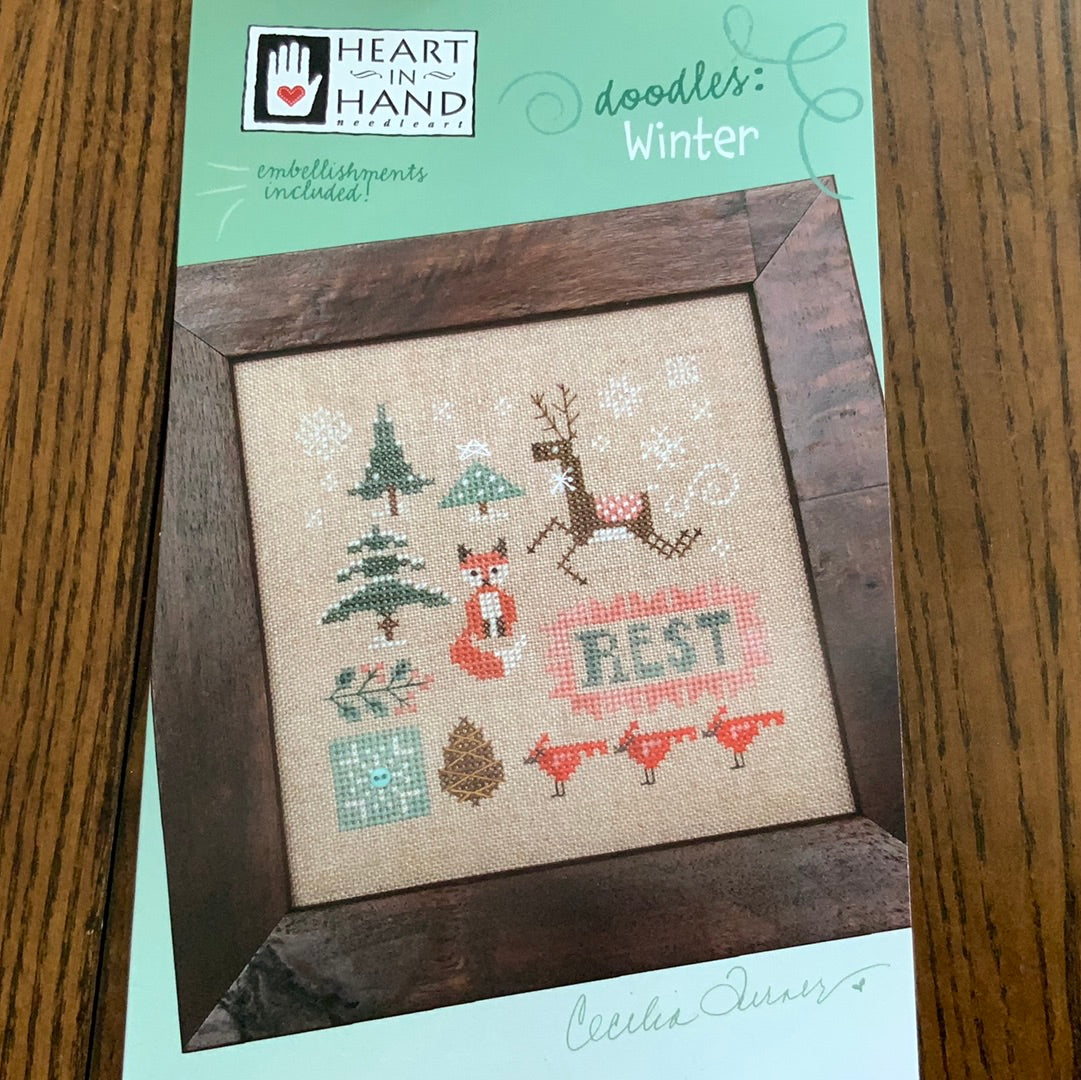 HEART
IN
HAND
needleart
doodles:
Winter
embellishments
included!
REST
Cecilia Turner